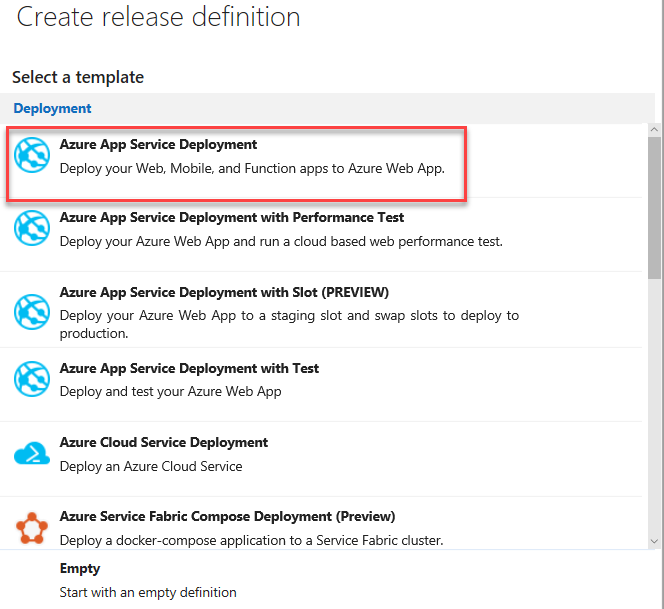 Create release definition
Select a template
Deployment
Azure App Service Deployment
Deploy your Web, Mobile, and Function apps to Azure Web App.
Azure App Service Deployment with Performance Test
Deploy your Azure Web App and run a cloud based web performance test.
Azure App Service Deployment with Slot (PREVIEW)
Deploy your Azure Web App to a staging slot and swap slots to deploy to
production.
Azure App Service Deployment with Test
Deploy and test your Azure Web App
Azure Cloud Service Deployment
Deploy an Azure Cloud Service
Azure Service Fabric Compose Deployment (Preview)
Deploy a docker-compose application to a Service Fabric cluster.
Empty
Start with an empty definition